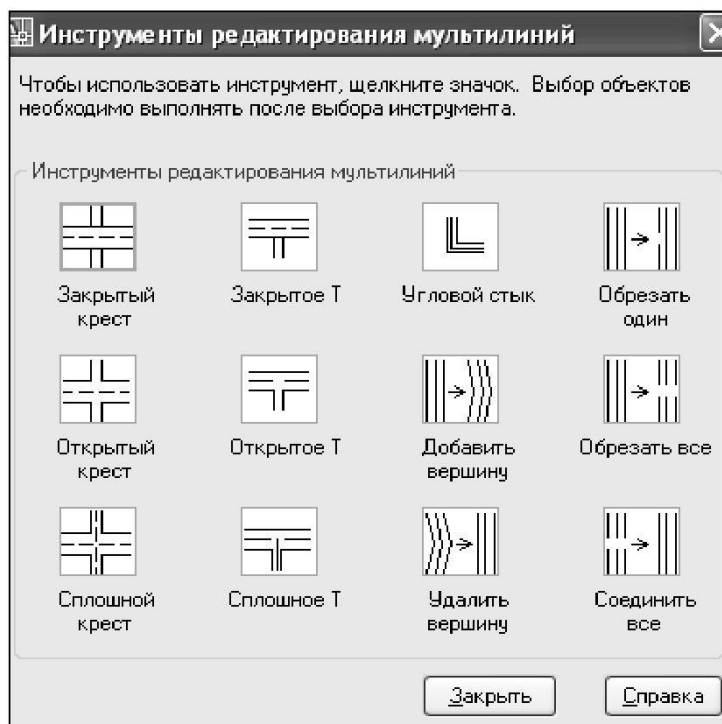 Инструменты редактирования мультилиний
Чтобы использовать инструмент, щелкните значок. Выбор объектов
необходимо выполнять после выбора инструмента.
Инструменты редактирования мультилиний
Закрытый
крест
Закрытое Т
Угловой стык
Обрезать
один
Открытый
крест
Открытое Т
Добавить
вершину
Обрезать все
Сплошной
крест
Сплошное Т
Удалить
вершину
Соединить
все
Закрыть
Справка